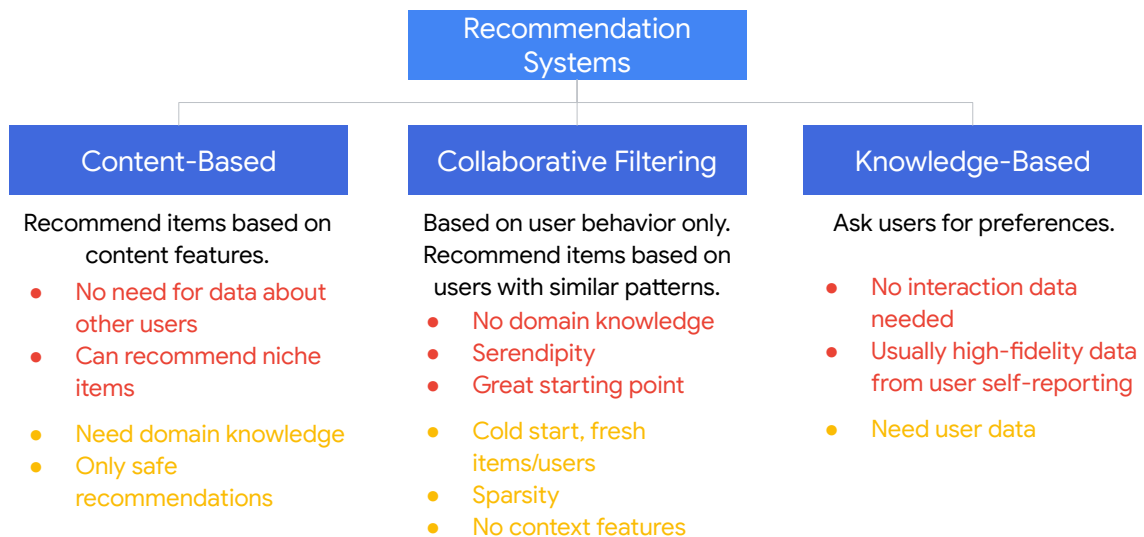 Recommendation
Systems
Content-Based
Recommend items based on
content features.
● No need for data about
other users
● Can recommend niche
items
● Need domain knowledge
● Only safe
recommendations
Collaborative Filtering
Based on user behavior only.
Recommend items based on
users with similar patterns.
● No domain knowledge
● Serendipity
● Great starting point
● Cold start, fresh
items/users
● Sparsity
● No context features
Knowledge-Based
Ask users for preferences.
● No interaction data
needed
● Usually high-fidelity data
from user self-reporting
● Need user data